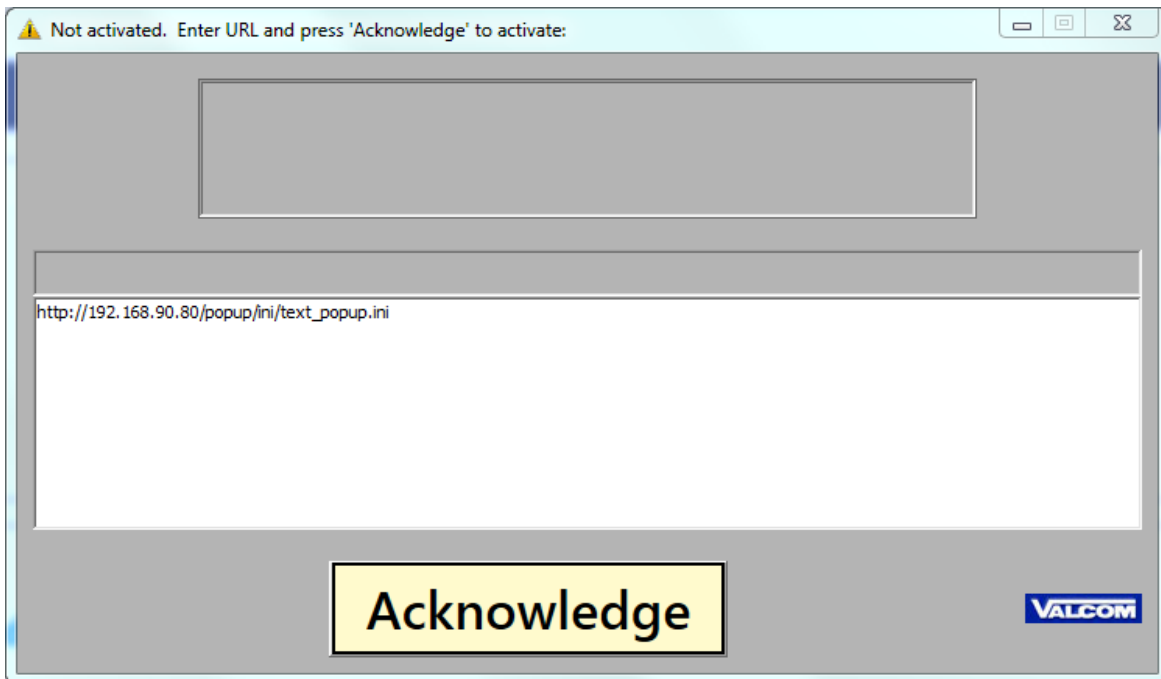 Not activated.  Enter URL and press 'Acknowledge' to activate:
http://192.168.90.80/popup/ini/text_popup.ini
Acknowledge
VALCOM